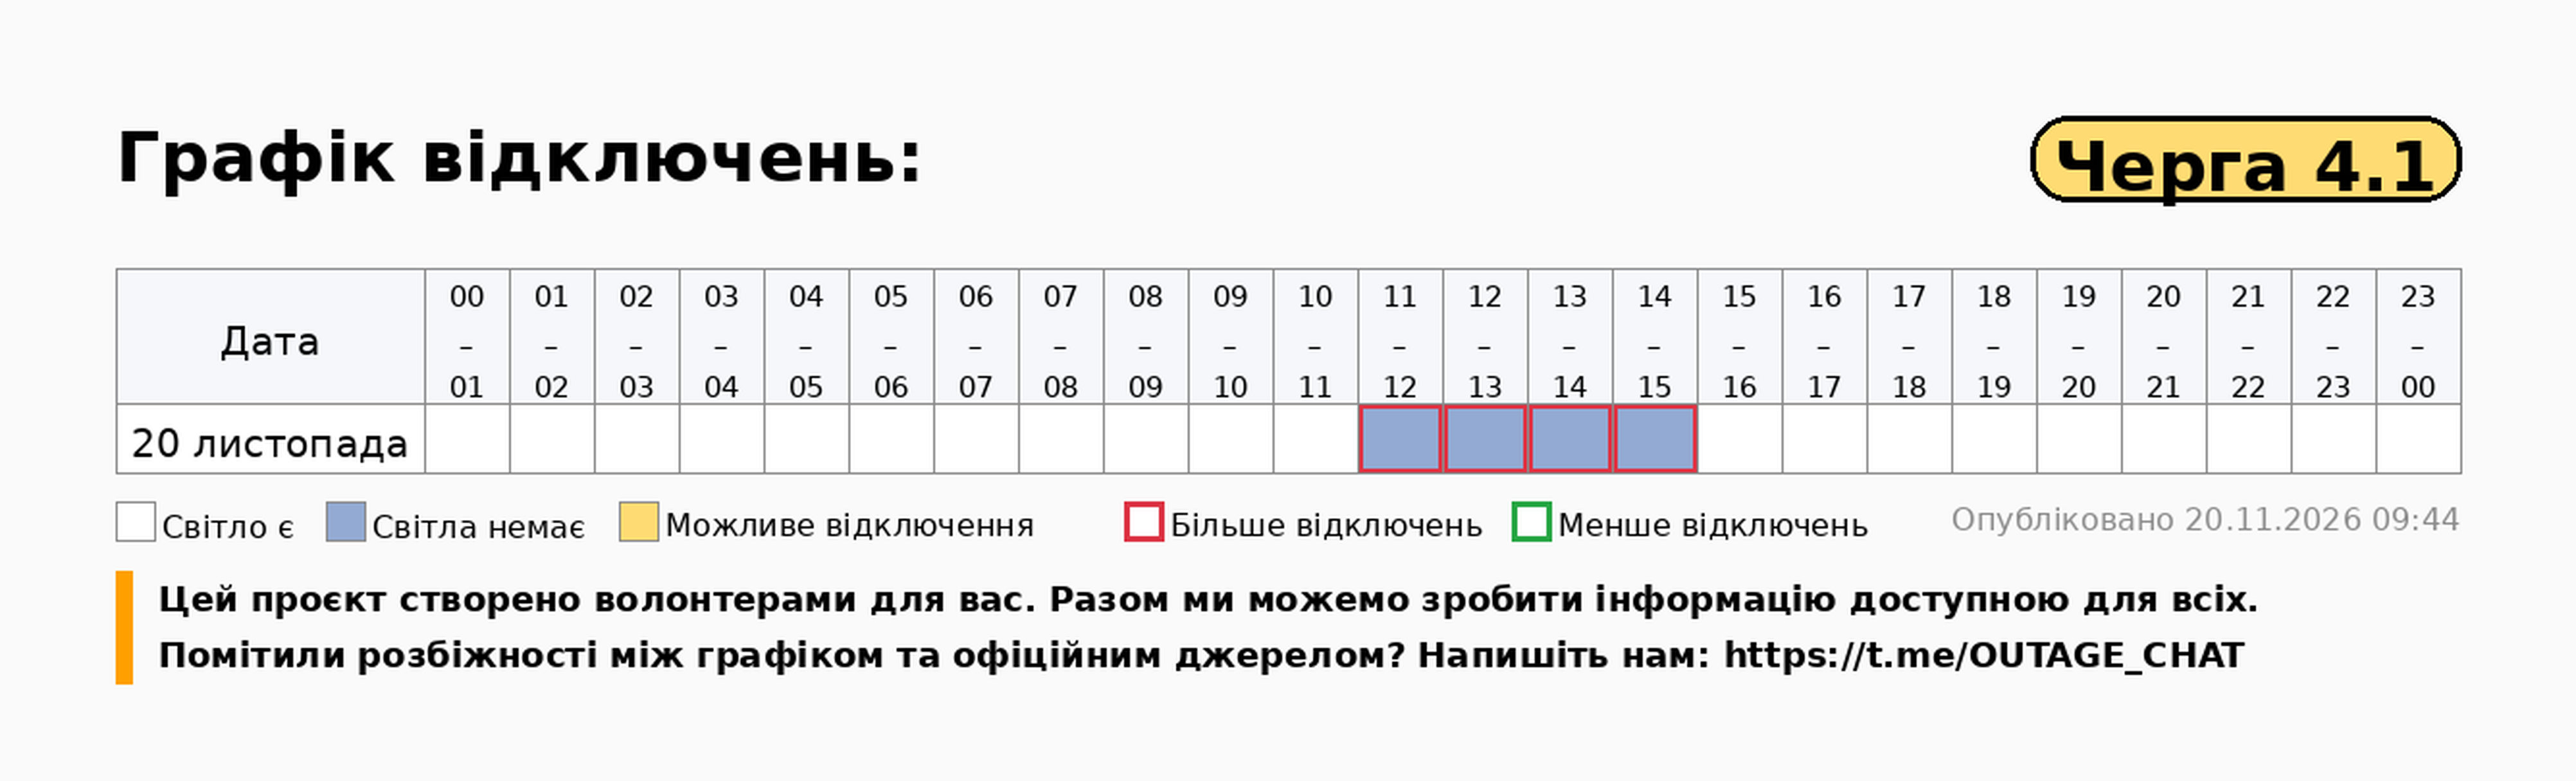 Графік відключень:
Черга 4.1
Дата
00 – 01
01 – 02
02 – 03
03 – 04
04 – 05
05 – 06
06 – 07
07 – 08
08 – 09
09 – 10
10 – 11
11 – 12
12 – 13
13 – 14
14 – 15
15 – 16
16 – 17
17 – 18
18 – 19
19 – 20
20 – 21
21 – 22
22 – 23
23 – 00
20 листопада
Світло є
Світла немає
Можливе відключення
Більше відключень
Менше відключень
Опубліковано 20.11.2026 09:44
Цей проєкт створено волонтерами для вас. Разом ми можемо зробити інформацію доступною для всіх.
Помітили розбіжності між графіком та офіційним джерелом? Напишіть нам: https://t.me/OUTAGE_CHAT